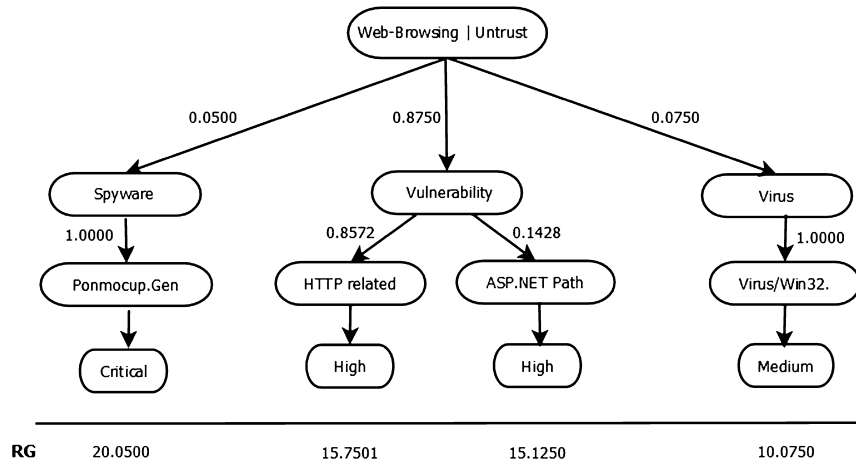 Web-Browsing | Untrust
0.0500
0.8750
0.0750
Spyware
Vulnerability
Virus
1.0000
0.8572
0.1428
1.0000
Ponmocup.Gen
HTTP related
ASP.NET Path
Virus/Win32.
Critical
High
High
Medium
RG 20.0500 15.7501 15.1250 10.0750